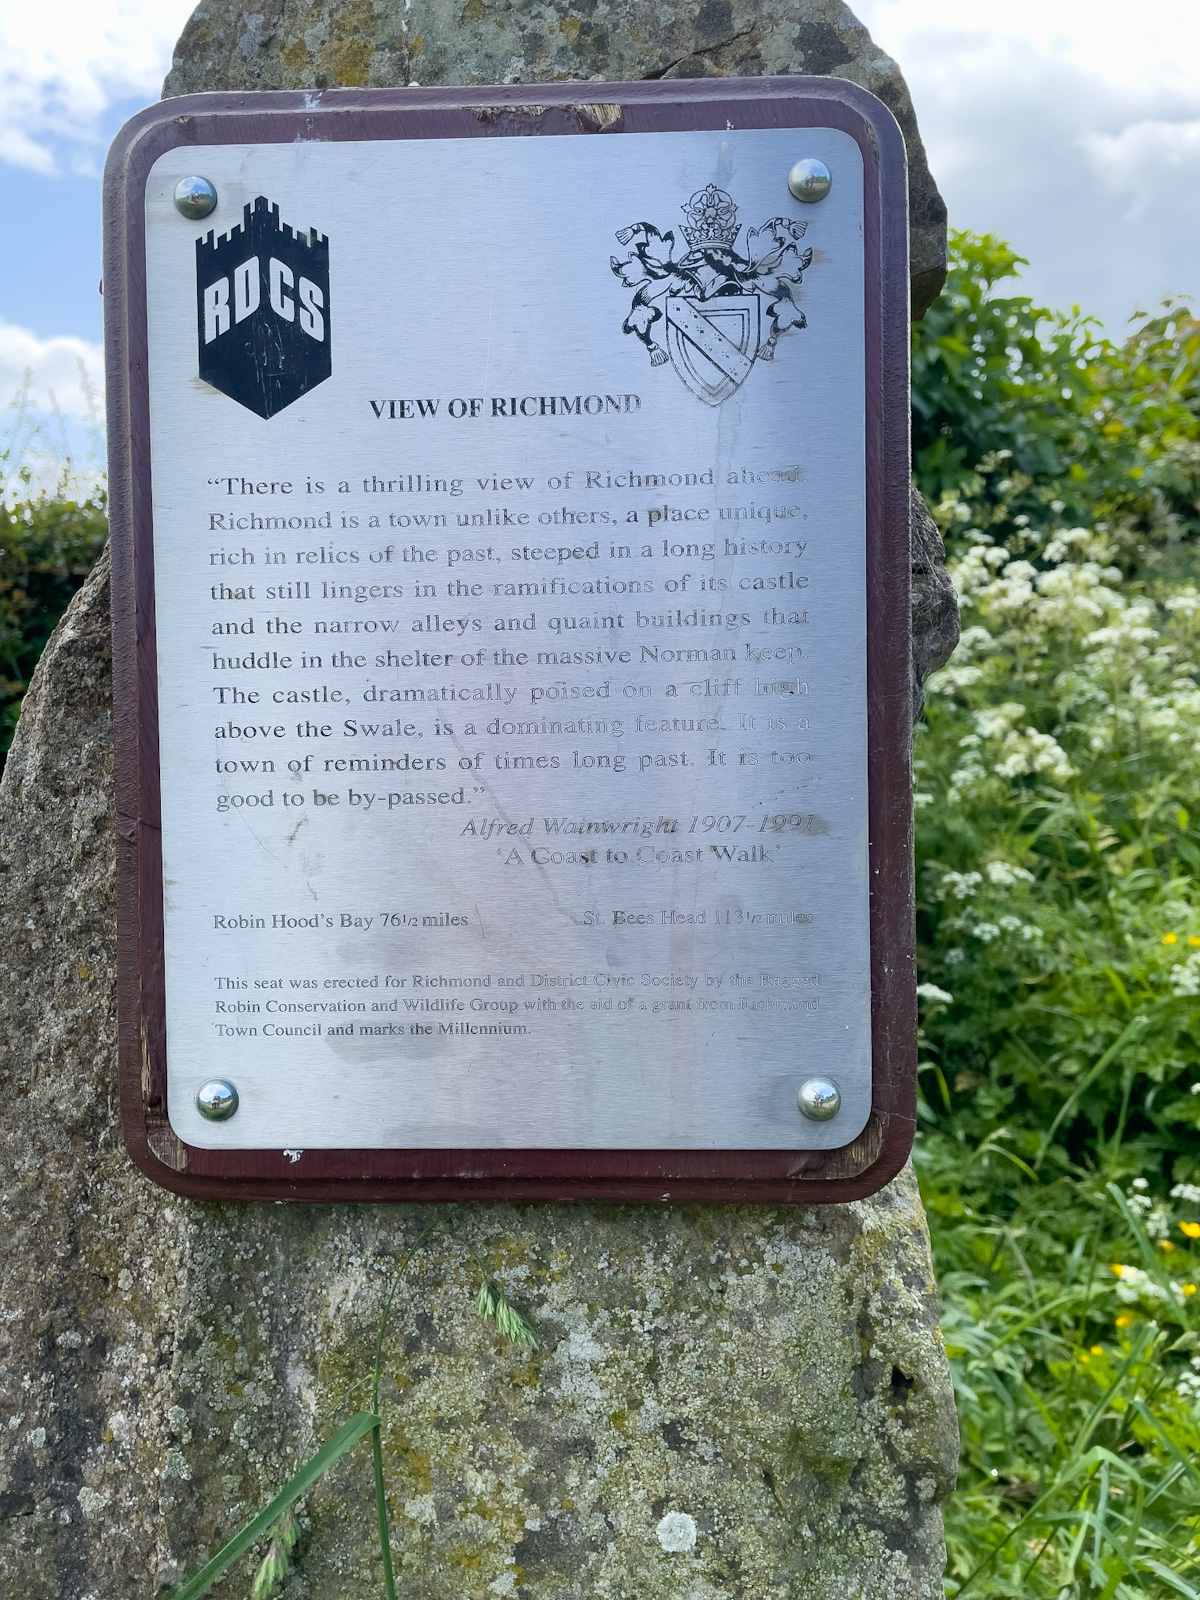 RDCS
VIEW OF RICHMOND
“There is a thrilling view of Richmond ahead.
Richmond is a town unlike others, a place unique,
rich in relics of the past, steeped in a long history
that still lingers in the ramifications of its castle
and the narrow alleys and quaint buildings that
huddle in the shelter of the massive Norman keep.
The castle, dramatically poised on a cliff high
above the Swale, is a dominating feature. It is a
town of reminders of times long past. It is too
good to be by-passed.”
Alfred Wainwright 1907-1991
‘A Coast to Coast Walk’
Robin Hood’s Bay 76½ miles St. Bees Head 113½ miles
This seat was erected for Richmond and District Civic Society by the Ragged
Robin Conservation and Wildlife Group with the aid of a grant from Richmond
Town Council and marks the Millennium.